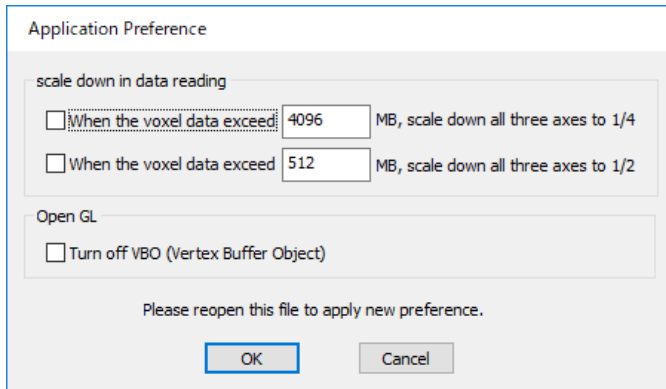 Application Preference
scale down in data reading
When the voxel data exceed 4096 MB, scale down all three axes to 1/4
When the voxel data exceed 512 MB, scale down all three axes to 1/2
Open GL
Turn off VBO (Vertex Buffer Object)
Please reopen this file to apply new preference.
OK Cancel